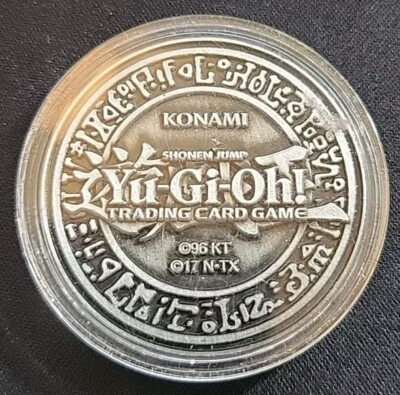 KONAMI
SHONEN JUMP
Yu-Gi-Oh!
TRADING CARD GAME
©96 KT
©17 N-TX